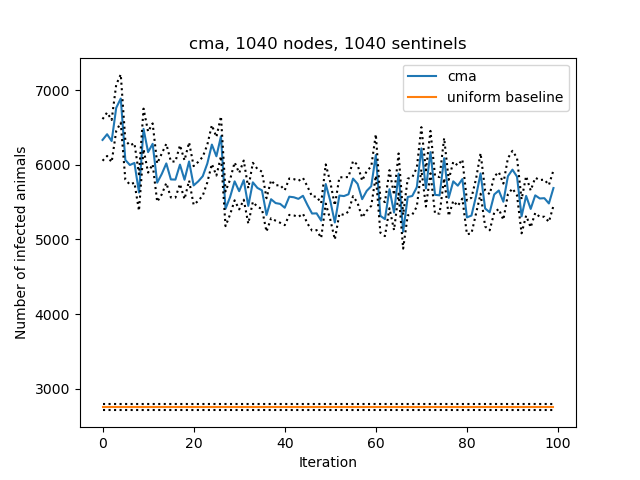 cma, 1040 nodes, 1040 sentinels
cma
uniform baseline
Number of infected animals
7000
6000
5000
4000
3000
0
20
40
60
80
100
Iteration